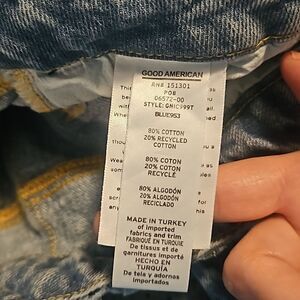 GOOD AMERICAN
RN# 151301
PO#
06572-00
STYLE: GNIC999T
BLUE953
80% COTTON
20% RECYCLED
COTTON
80% COTON
20% COTON
RECYCLÉ
80% ALGODÓN
20% ALGODÓN
RECICLADO
MADE IN TURKEY
of imported
fabrics and trim
FABRIQUÉ EN TURQUIE
De tissus et de
garnitures importé
HECHO EN
TURQUÍA
De tela y adornos
importados